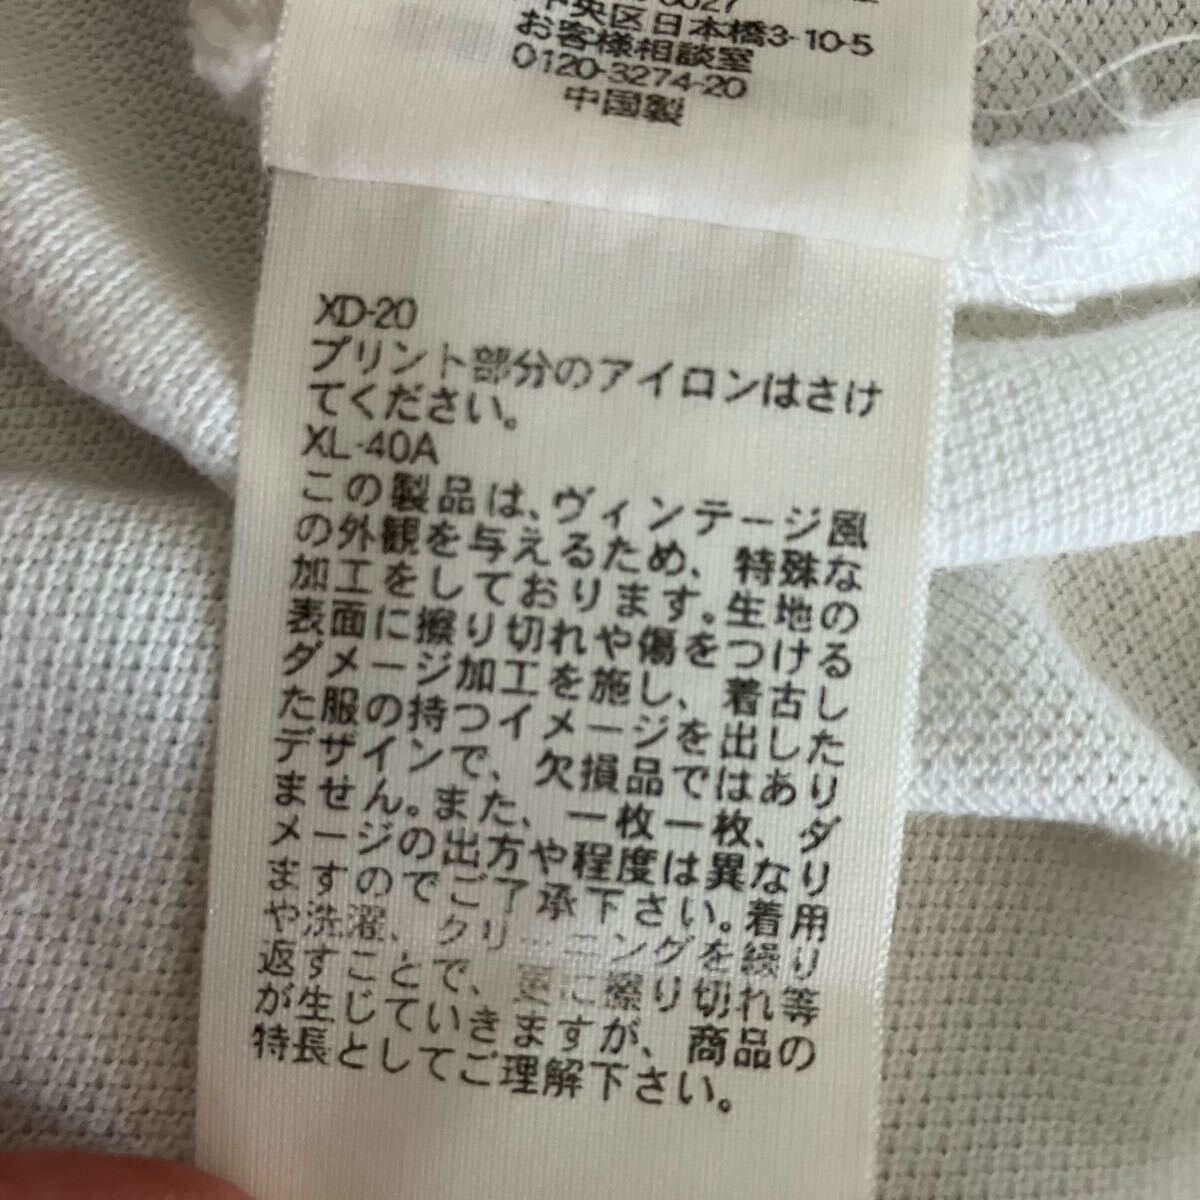 央区日本橋3-10-5
お客様相談室
0120-3274-20
中国製
XD-20
プリント部分のアイロンはさけ
てください。
XL-40A
この製品は、ヴィンテージ風
の外観を与えるため、特殊な
加工をしております。生地の
表面に擦り切れや傷をつける
ダメージ加工を施し、着古し
た服の持つイメージを出した
デザインで、欠損品ではあり
ません。また、一枚一枚、ダ
メージの出方や程度は異なり
ますのでご了承下さい。着用
や洗濯、クリーニングを繰り
返すことで、更に擦り切れ等
が生じていきますが、商品の
特長としてご理解下さい。